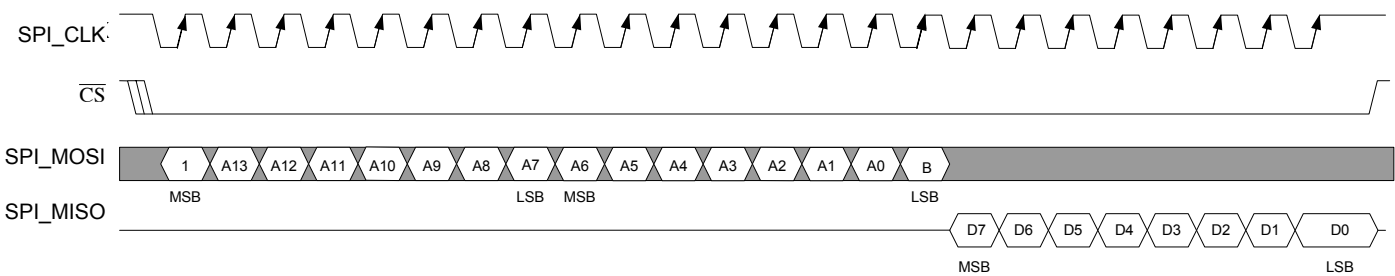 SPI_CLK
CS
SPI_MOSI
1 A13 A12 A11 A10 A9 A8 A7 A6 A5 A4 A3 A2 A1 A0 B
MSB LSB MSB LSB
SPI_MISO
D7 D6 D5 D4 D3 D2 D1 D0
MSB LSB